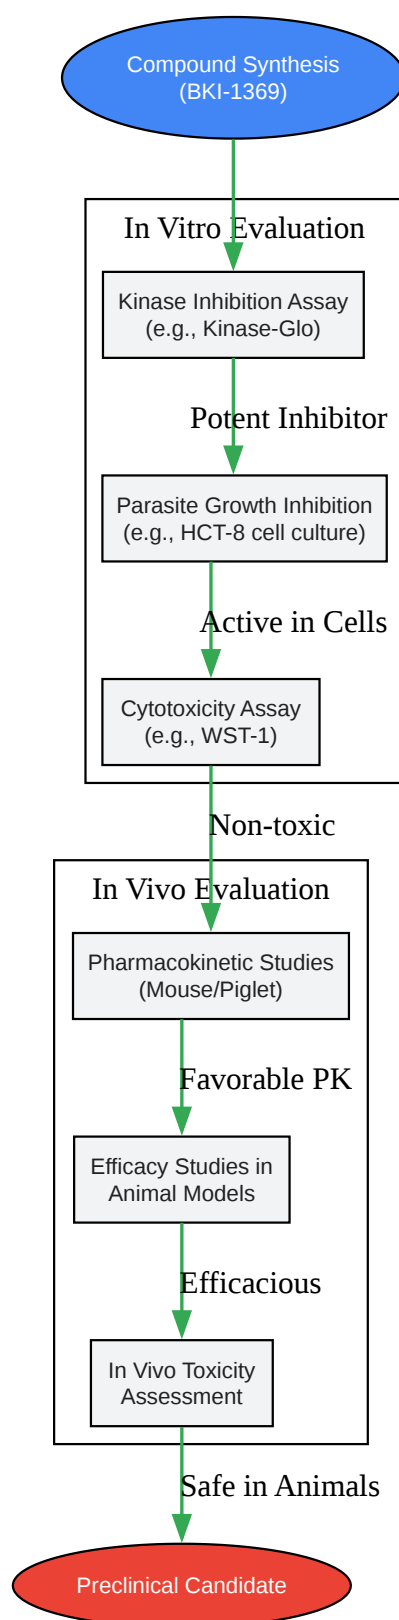 Compound Synthesis
(BKI-1369)
In Vitro Evaluation
Kinase Inhibition Assay
(e.g., Kinase-Glo)
Potent Inhibitor
Parasite Growth Inhibition
(e.g., HCT-8 cell culture)
Active in Cells
Cytotoxicity Assay
(e.g., WST-1)
Non-toxic
In Vivo Evaluation
Pharmacokinetic Studies
(Mouse/Piglet)
Favorable PK
Efficacy Studies in
Animal Models
Efficacious
In Vivo Toxicity
Assessment
Safe in Animals
Preclinical Candidate